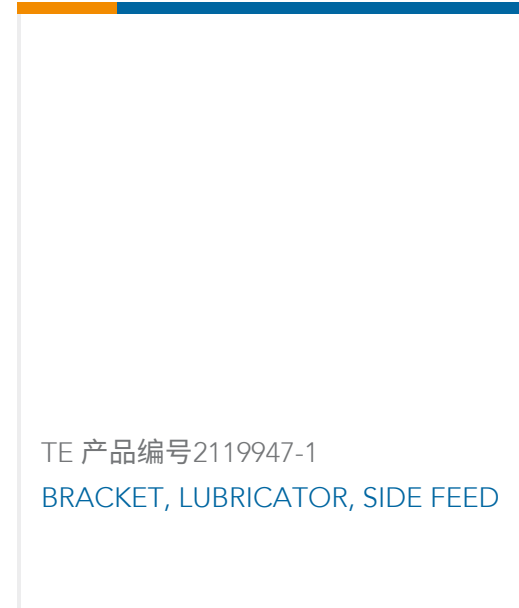 TE 产品编号2119947-1
BRACKET, LUBRICATOR, SIDE FEED